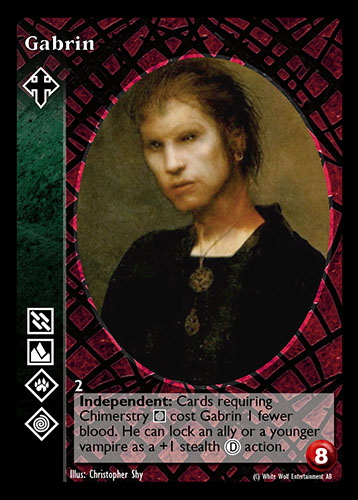 Gabrin
2
Independent: Cards requiring
Chimerstry cost Gabrin 1 fewer
blood. He can lock an ally or a younger
vampire as a +1 stealth D action.
8
Illus: Christopher Shy
(C) White Wolf Entertainment AB